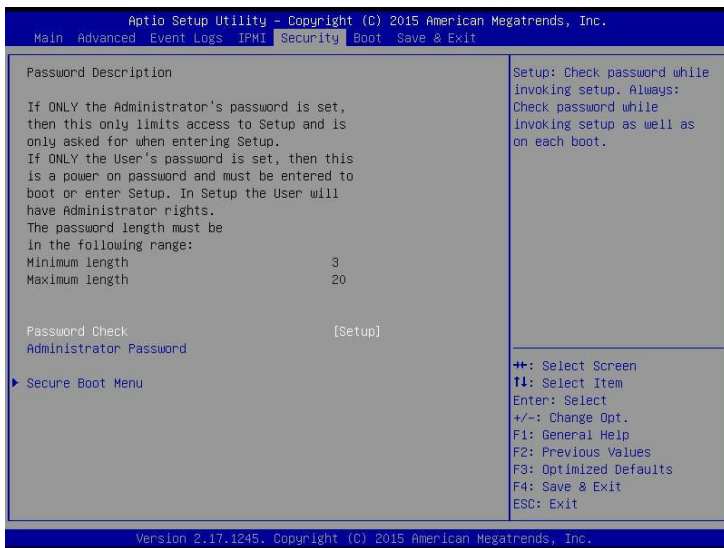 Aptio Setup Utility – Copyright (C) 2015 American Megatrends, Inc.
Main Advanced Event Logs IPMI Security Boot Save & Exit
Password Description
If ONLY the Administrator's password is set,
then this only limits access to Setup and is
only asked for when entering Setup.
If ONLY the User's password is set, then this
is a power on password and must be entered to
boot or enter Setup. In Setup the User will
have Administrator rights.
The password length must be
in the following range:
Minimum length 3
Maximum length 20
Password Check [Setup]
Administrator Password
Secure Boot Menu
Setup: Check password while
invoking setup. Always:
Check password while
invoking setup as well as
on each boot.
→←: Select Screen
↑↓: Select Item
Enter: Select
+/-: Change Opt.
F1: General Help
F2: Previous Values
F3: Optimized Defaults
F4: Save & Exit
ESC: Exit
Version 2.17.1245. Copyright (C) 2015 American Megatrends, Inc.